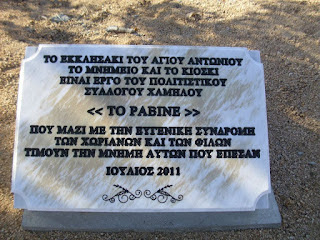 ΤΟ ΕΚΚΛΗΣΑΚΙ ΤΟΥ ΑΓΙΟΥ ΑΝΤΩΝΙΟΥ
ΤΟ ΜΝΗΜΕΙΟ ΚΑΙ ΤΟ ΚΙΟΣΚΙ
ΕΙΝΑΙ ΕΡΓΟ ΤΟΥ ΠΟΛΙΤΙΣΤΙΚΟΥ
ΣΥΛΛΟΓΟΥ ΧΑΜΗΛΟΥ
<< ΤΟ ΡΑΒΙΝΕ >>
ΠΟΥ ΜΑΖΙ ΜΕ ΤΗΝ ΕΥΓΕΝΙΚΗ ΣΥΝΔΡΟΜΗ
ΤΩΝ ΧΩΡΙΑΝΩΝ ΚΑΙ ΤΩΝ ΦΙΛΩΝ
ΤΙΜΟΥΝ ΤΗΝ ΜΝΗΜΗ ΑΥΤΩΝ ΠΟΥ ΕΠΕΣΑΝ
ΙΟΥΛΙΟΣ 2011